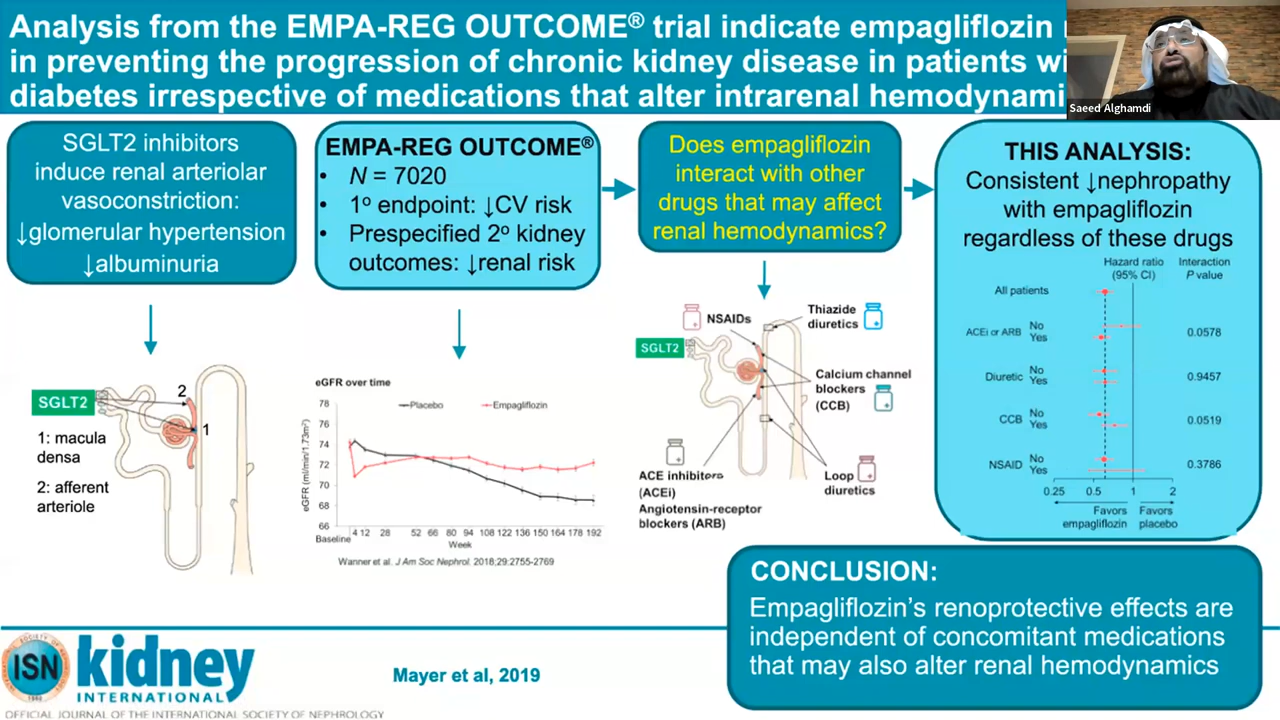 Analysis from the EMPA-REG OUTCOME® trial indicate empagliflozin
in preventing the progression of chronic kidney disease in patients
diabetes irrespective of medications that alter intrarenal
Saeed Alghamdi
SGLT2 inhibitors
induce renal arteriolar
vasoconstriction:
↓glomerular hypertension
↓albuminuria
SGLT2
2
1
1: macula
densa
2: afferent
arteriole
EMPA-REG OUTCOME®
• N = 7020
• 1º endpoint: ↓CV risk
• Prespecified 2º kidney
outcomes: ↓renal risk
eGFR over time
Placebo
Empagliflozin
eGFR (ml/min/1.73m²)
78
76
74
72
70
68
66
Baseline
4 12 28 52 66 80 94 108 122 136 150 164 178 192
Week
Wanner et al. J Am Soc Nephrol. 2018;29:2755-2769
Does empagliflozin
interact with other
drugs that may affect
renal hemodynamics?
NSAIDs
Thiazide
diuretics
SGLT2
Calcium channel
blockers
(CCB)
ACE inhibitors
(ACEi)
Angiotensin-receptor
blockers (ARB)
Loop
diuretics
THIS ANALYSIS:
Consistent ↓nephropathy
with empagliflozin
regardless of these drugs
Hazard ratio
(95% CI)
Interaction
P value
All patients
ACEi or ARB No
Yes
0.0578
Diuretic No
Yes
0.9457
CCB No
Yes
0.0519
NSAID No
Yes
0.3786
0.25 0.5 1 2
Favors
empagliflozin
Favors
placebo
CONCLUSION:
Empagliflozin's renoprotective effects are
independent of concomitant medications
that may also alter renal hemodynamics
ISN
kidney
INTERNATIONAL
OFFICIAL JOURNAL OF THE INTERNATIONAL SOCIETY OF NEPHROLOGY
Mayer et al, 2019